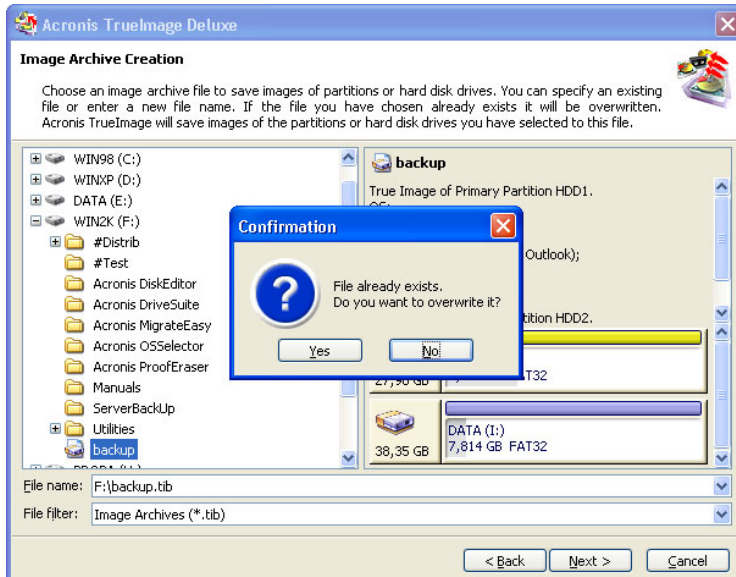 Acronis TrueImage Deluxe
Image Archive Creation
Choose an image archive file to save images of partitions or hard disk drives. You can specify an existing
file or enter a new file name. If the file you have chosen already exists it will be overwritten.
Acronis TrueImage will save images of the partitions or hard disk drives you have selected to this file.
WIN98 (C:)
WINXP (D:)
DATA (E:)
WIN2K (F:)
#Distrib
#Test
Acronis DiskEditor
Acronis DriveSuite
Acronis MigrateEasy
Acronis OSSelector
Acronis ProofEraser
Manuals
ServerBackUp
Utilities
backup
backup
True Image of Primary Partition HDD1.
Outlook);
tition HDD2.
27,96 GB
FAT32
38,35 GB
DATA (I:)
7,814 GB FAT32
Confirmation
File already exists.
Do you want to overwrite it?
Yes
No
File name: F:\backup.tib
File filter: Image Archives (*.tib)
< Back
Next >
Cancel